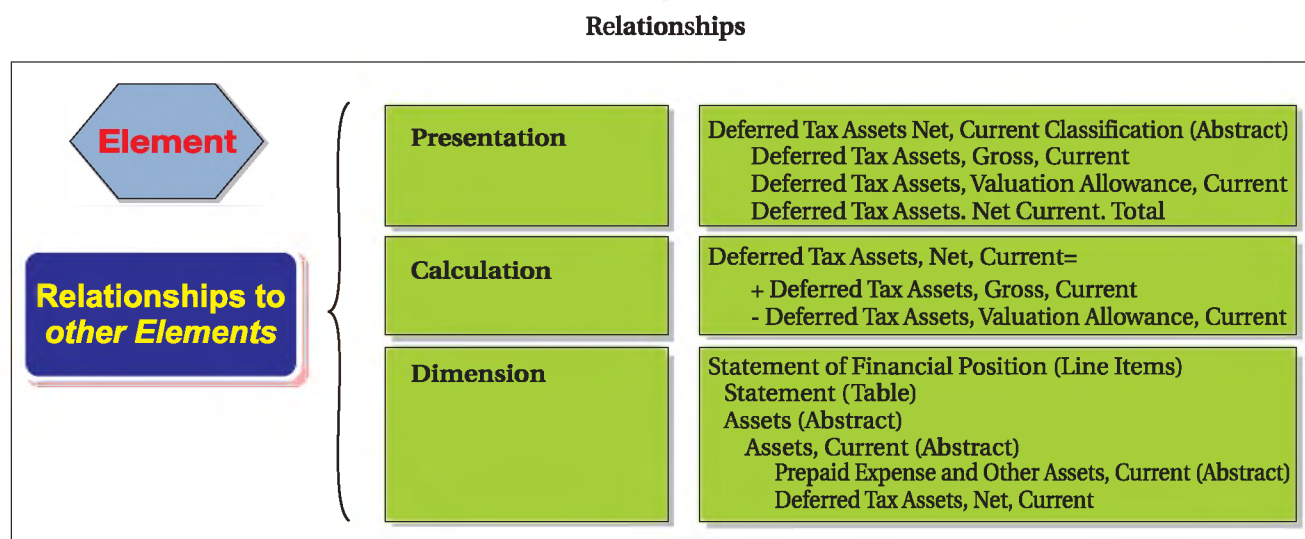 Relationships
Element
Relationships to
other Elements
Presentation
Deferred Tax Assets Net, Current Classification (Abstract)
Deferred Tax Assets, Gross, Current
Deferred Tax Assets, Valuation Allowance, Current
Deferred Tax Assets. Net Current. Total
Calculation
Deferred Tax Assets, Net, Current=
+ Deferred Tax Assets, Gross, Current
- Deferred Tax Assets, Valuation Allowance, Current
Dimension
Statement of Financial Position (Line Items)
Statement (Table)
Assets (Abstract)
Assets, Current (Abstract)
Prepaid Expense and Other Assets, Current (Abstract)
Deferred Tax Assets, Net, Current